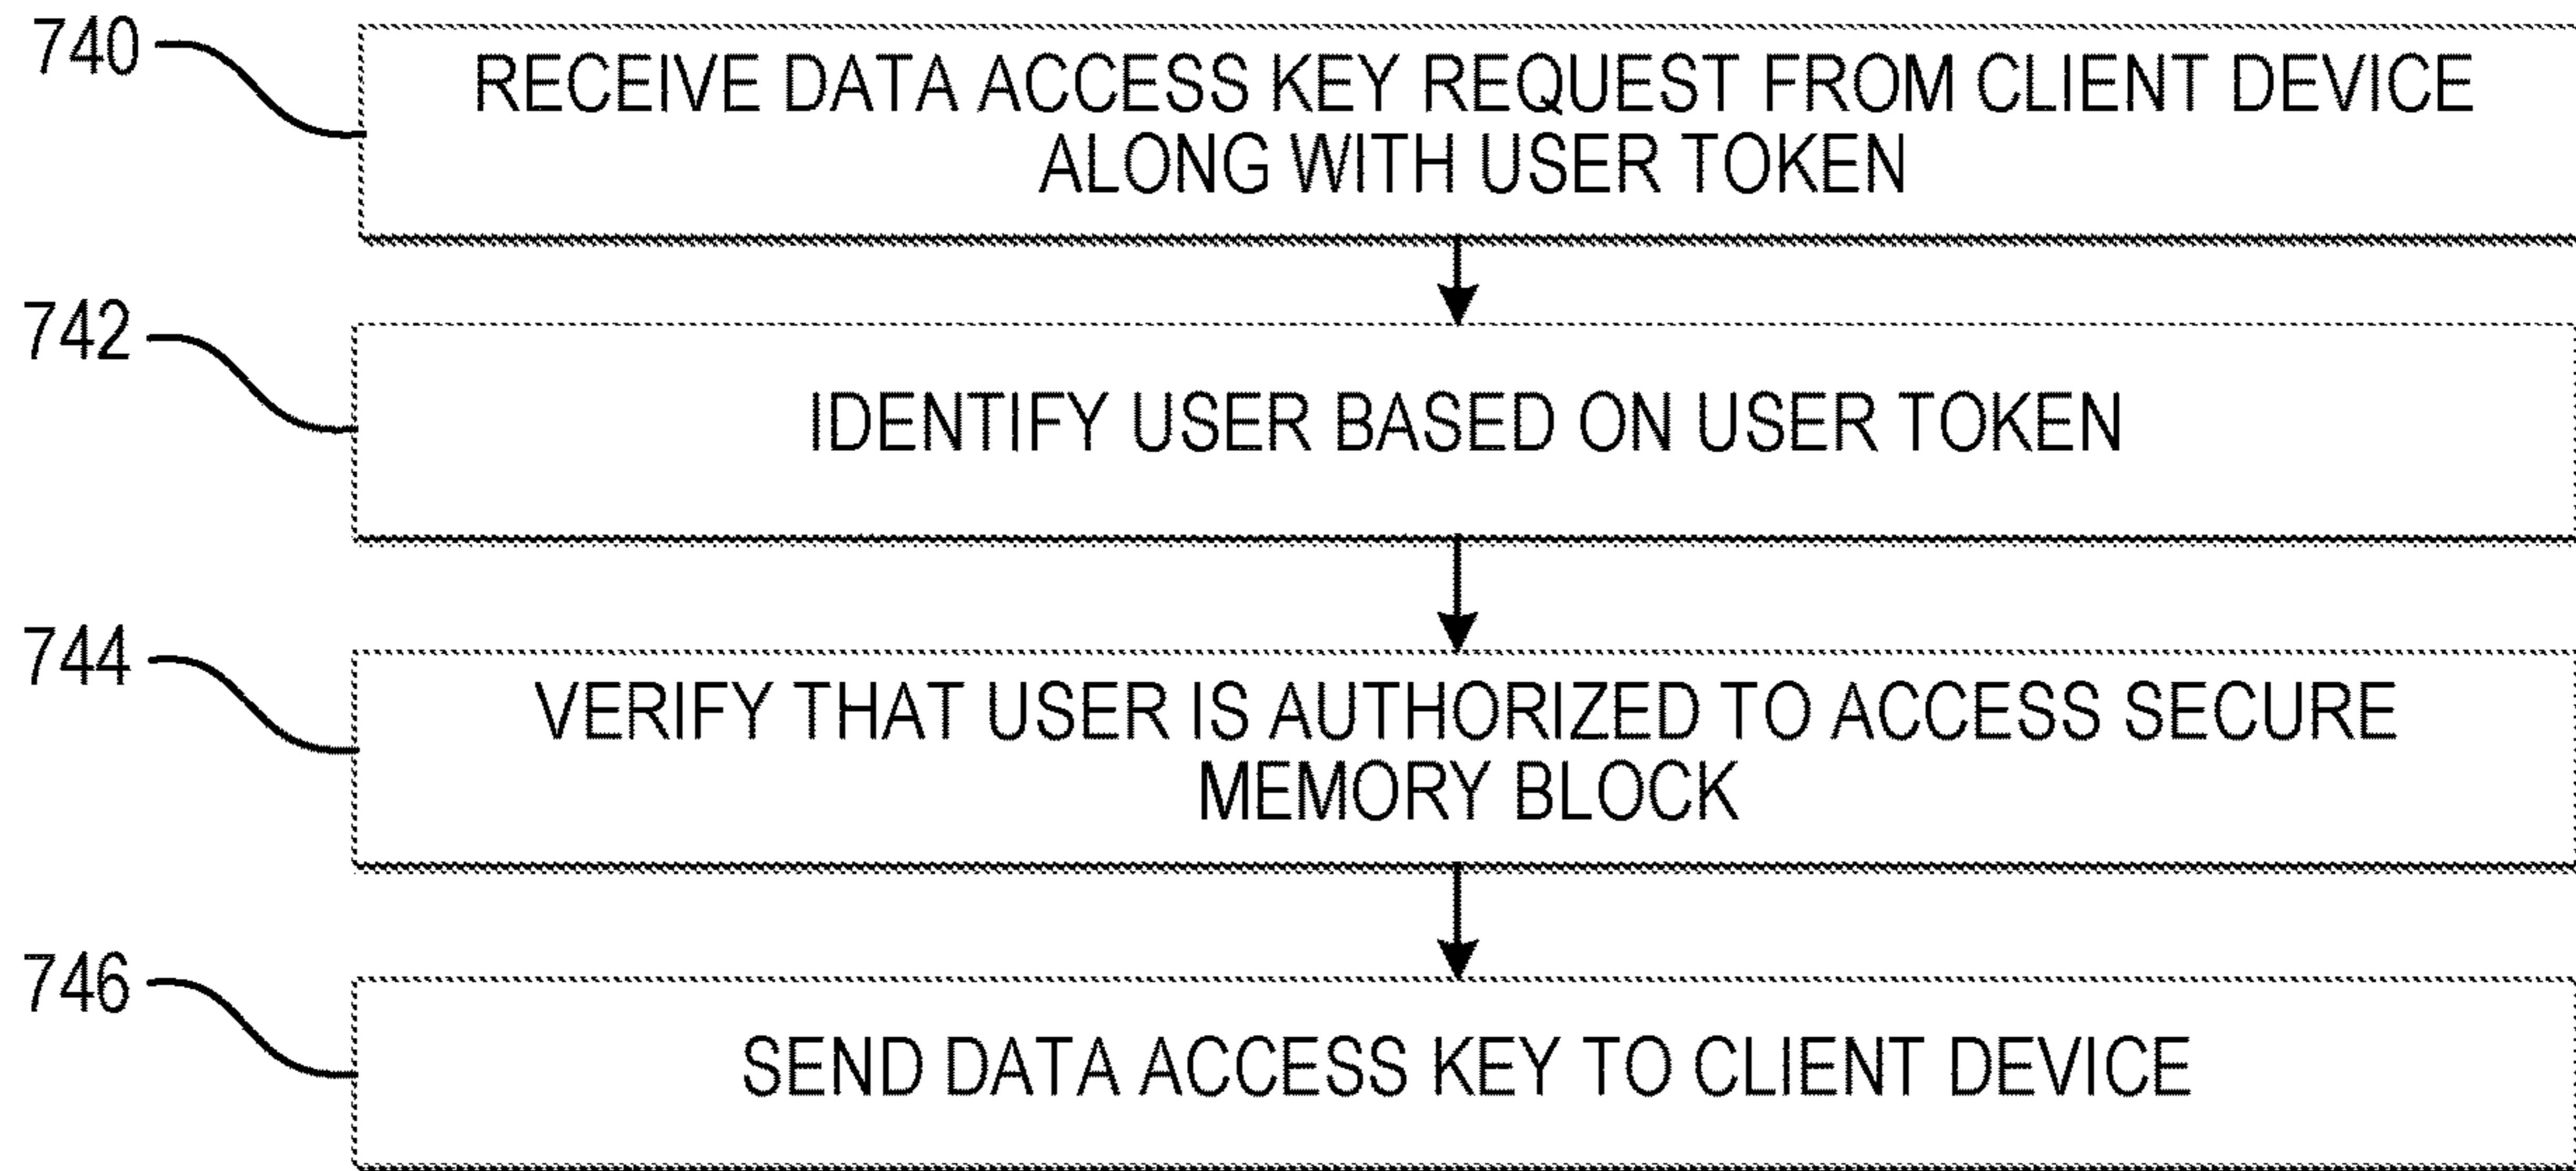 740
RECEIVE DATA ACCESS KEY REQUEST FROM CLIENT DEVICE
ALONG WITH USER TOKEN
742
IDENTIFY USER BASED ON USER TOKEN
744
VERIFY THAT USER IS AUTHORIZED TO ACCESS SECURE
MEMORY BLOCK
746
SEND DATA ACCESS KEY TO CLIENT DEVICE